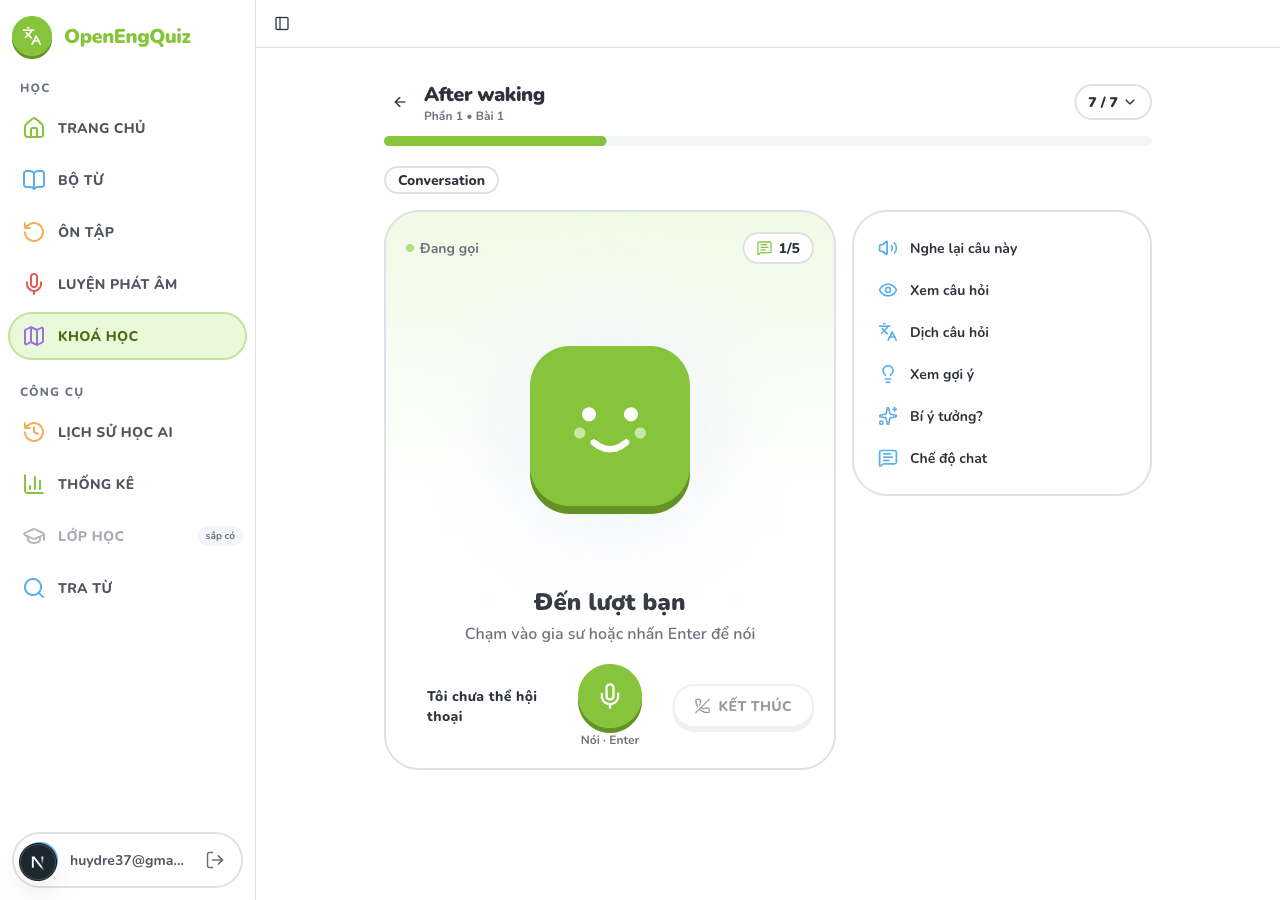 OpenEngQuiz
HỌC
TRANG CHỦ
BỘ TỪ
ÔN TẬP
LUYỆN PHÁT ÂM
KHOÁ HỌC
CÔNG CỤ
LỊCH SỬ HỌC AI
THỐNG KÊ
LỚP HỌC
sắp có
TRA TỪ
N
huydre37@gma...
After waking
Phần 1 • Bài 1
7 / 7
Conversation
Đang gọi
1/5
Đến lượt bạn
Chạm vào gia sư hoặc nhấn Enter để nói
Tôi chưa thể hội
thoại
Nói · Enter
KẾT THÚC
Nghe lại câu này
Xem câu hỏi
Dịch câu hỏi
Xem gợi ý
Bí ý tưởng?
Chế độ chat